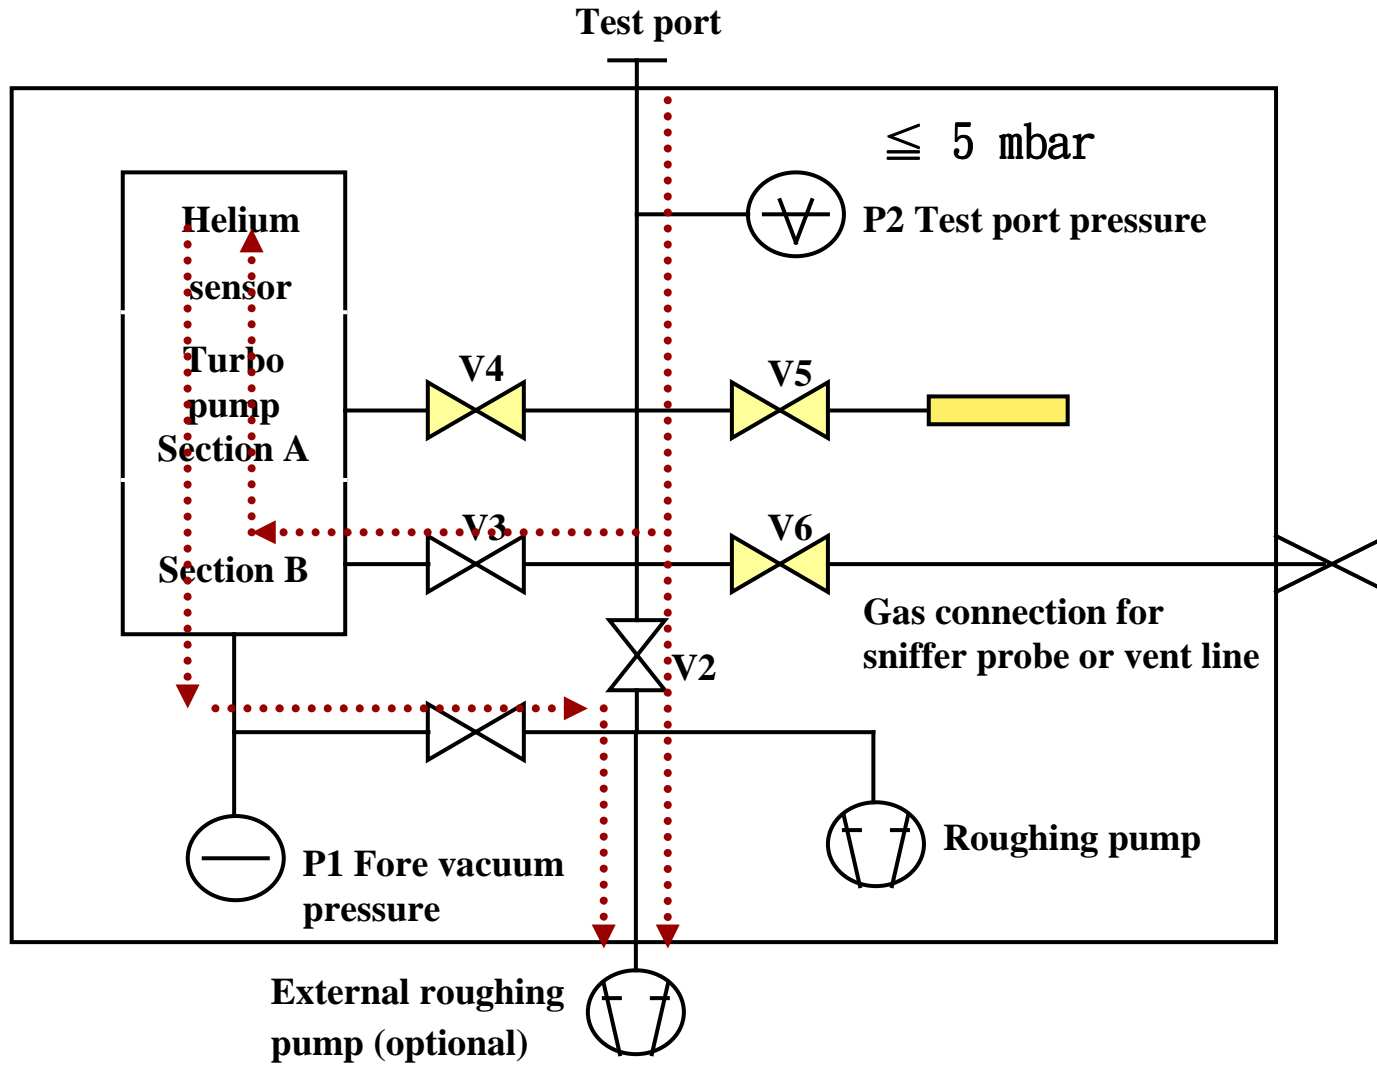 Test port
≦ 5 mbar
Helium
P2 Test port pressure
sensor
Turbo
V4
V5
pump
Section A
V3
V6
Section B
Gas connection for
sniffer probe or vent line
V2
Roughing pump
P1 Fore vacuum
pressure
External roughing
pump (optional)